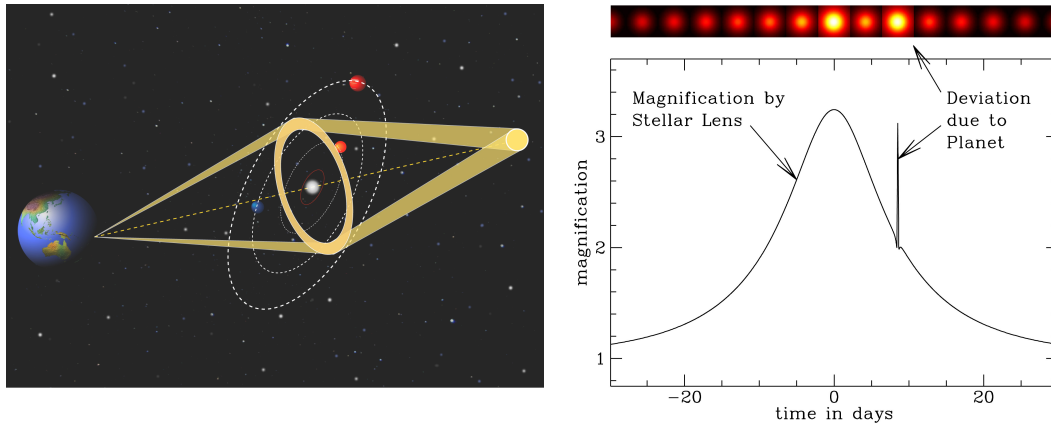 Magnification by
Stellar Lens
Deviation
due to
Planet
magnification
3
2
1
−20
0
20
time in days